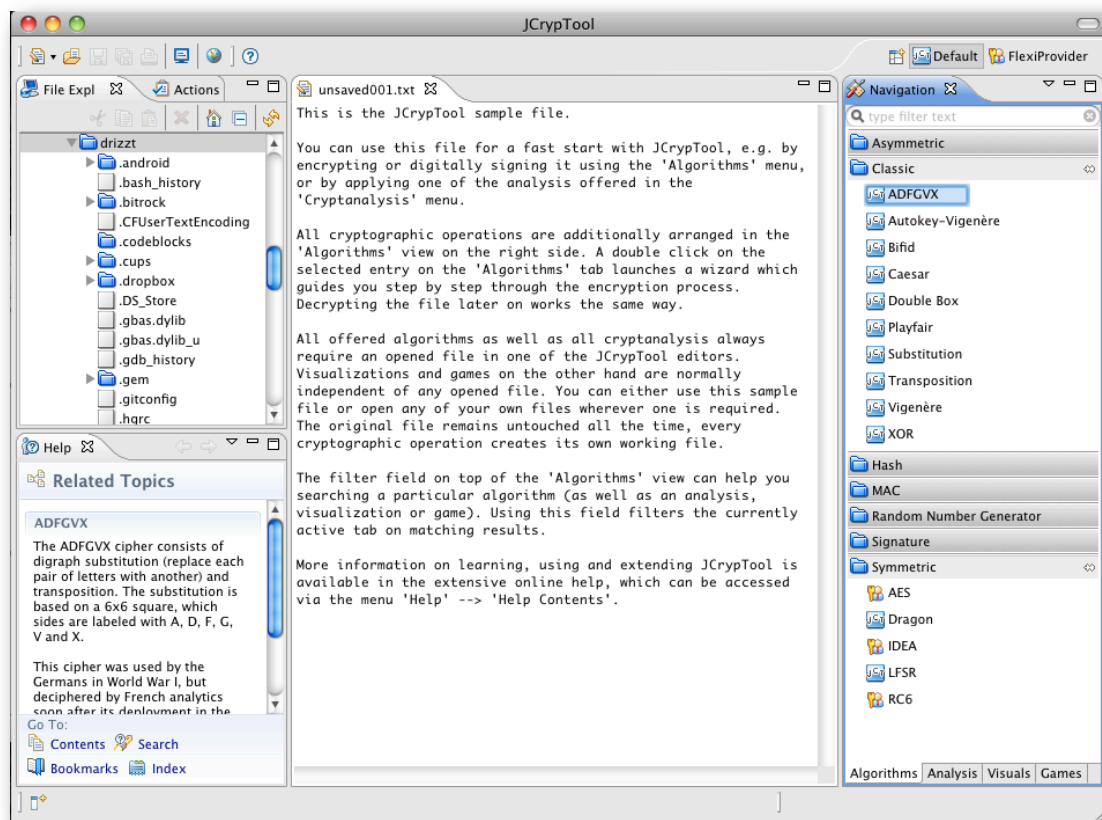 JCrypTool
Default
FlexiProvider
File Expl
Actions
drizzt
.android
.bash_history
.bitrock
.CFUserTextEncoding
.codeblocks
.cups
.dropbox
.DS_Store
.gbas.dylib
.gbas.dylib_u
.gdb_history
.gem
.gitconfig
.hgrc
Help
Related Topics
ADFGVX
The ADFGVX cipher consists of
digraph substitution (replace each
pair of letters with another) and
transposition. The substitution is
based on a 6x6 square, which
sides are labeled with A, D, F, G,
V and X.
This cipher was used by the
Germans in World War I, but
deciphered by French analytics
soon after its deployment in the
Go To:
Contents Search
Bookmarks Index
unsaved001.txt
This is the JCrypTool sample file.
You can use this file for a fast start with JCrypTool, e.g. by
encrypting or digitally signing it using the 'Algorithms' menu,
or by applying one of the analysis offered in the
'Cryptanalysis' menu.
All cryptographic operations are additionally arranged in the
'Algorithms' view on the right side. A double click on the
selected entry on the 'Algorithms' tab launches a wizard which
guides you step by step through the encryption process.
Decrypting the file later on works the same way.
All offered algorithms as well as all cryptanalysis always
require an opened file in one of the JCrypTool editors.
Visualizations and games on the other hand are normally
independent of any opened file. You can either use this sample
file or open any of your own files wherever one is required.
The original file remains untouched all the time, every
cryptographic operation creates its own working file.
The filter field on top of the 'Algorithms' view can help you
searching a particular algorithm (as well as an analysis,
visualization or game). Using this field filters the currently
active tab on matching results.
More information on learning, using and extending JCrypTool is
available in the extensive online help, which can be accessed
via the menu 'Help' --> 'Help Contents'.
Navigation
type filter text
Asymmetric
Classic
ADFGVX
Autokey-Vigenère
Bifid
Caesar
Double Box
Playfair
Substitution
Transposition
Vigenère
XOR
Hash
MAC
Random Number Generator
Signature
Symmetric
AES
Dragon
IDEA
LFSR
RC6
Algorithms Analysis Visuals Games